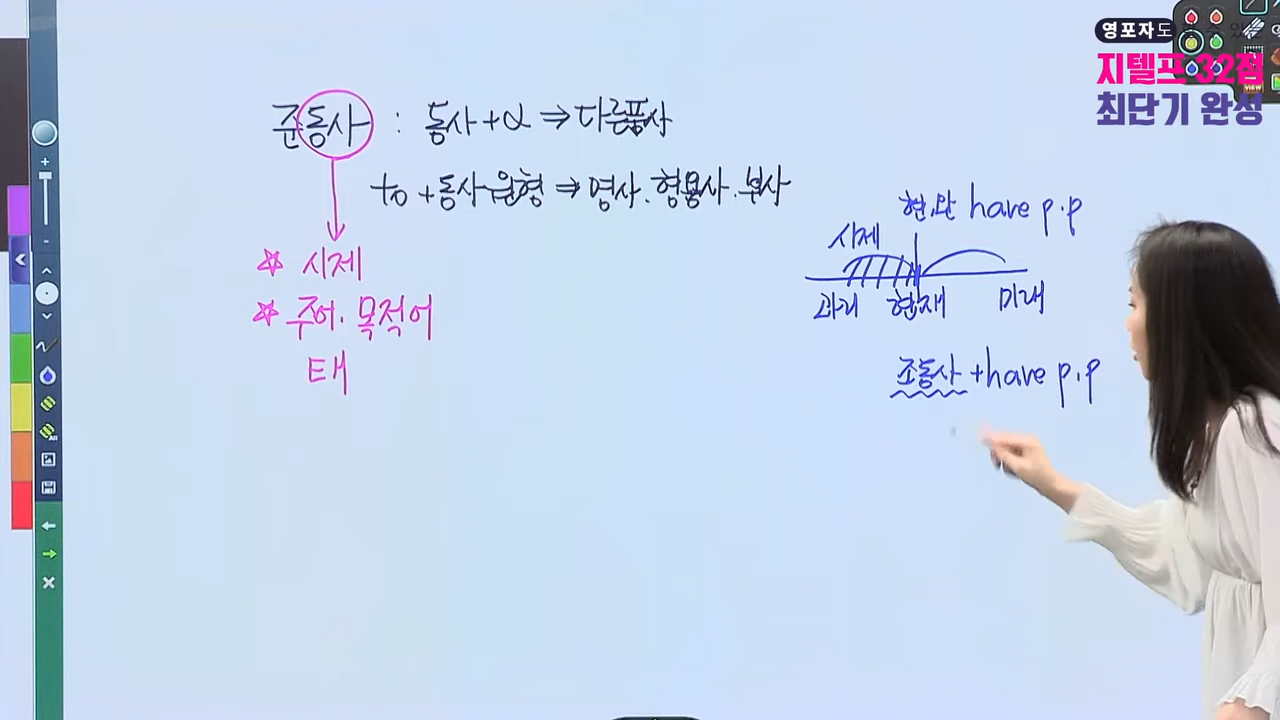 영포자도
지텔프 32점
최단기 완성
준동사 : 동사+α ⇒ 다른품사
to + 동사원형 ⇒ 명사. 형용사. 부사
☆ 시제
☆ 주어. 목적어
태
현.완 have p.p
시제
과거 현재 미래
조동사 + have p.p
VIEW
All